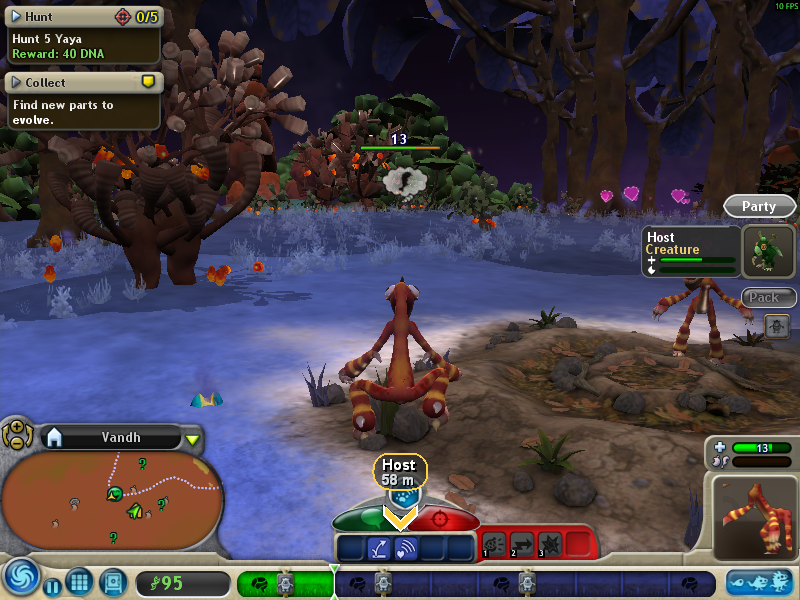 Hunt 0/5
Hunt 5 Yaya
Reward: 40 DNA
Collect
Find new parts to
evolve.
10 FPS
13
Party
Host
Creature
Pack
Vandh
?
?
?
Host
58 m
13
1 2 3
95